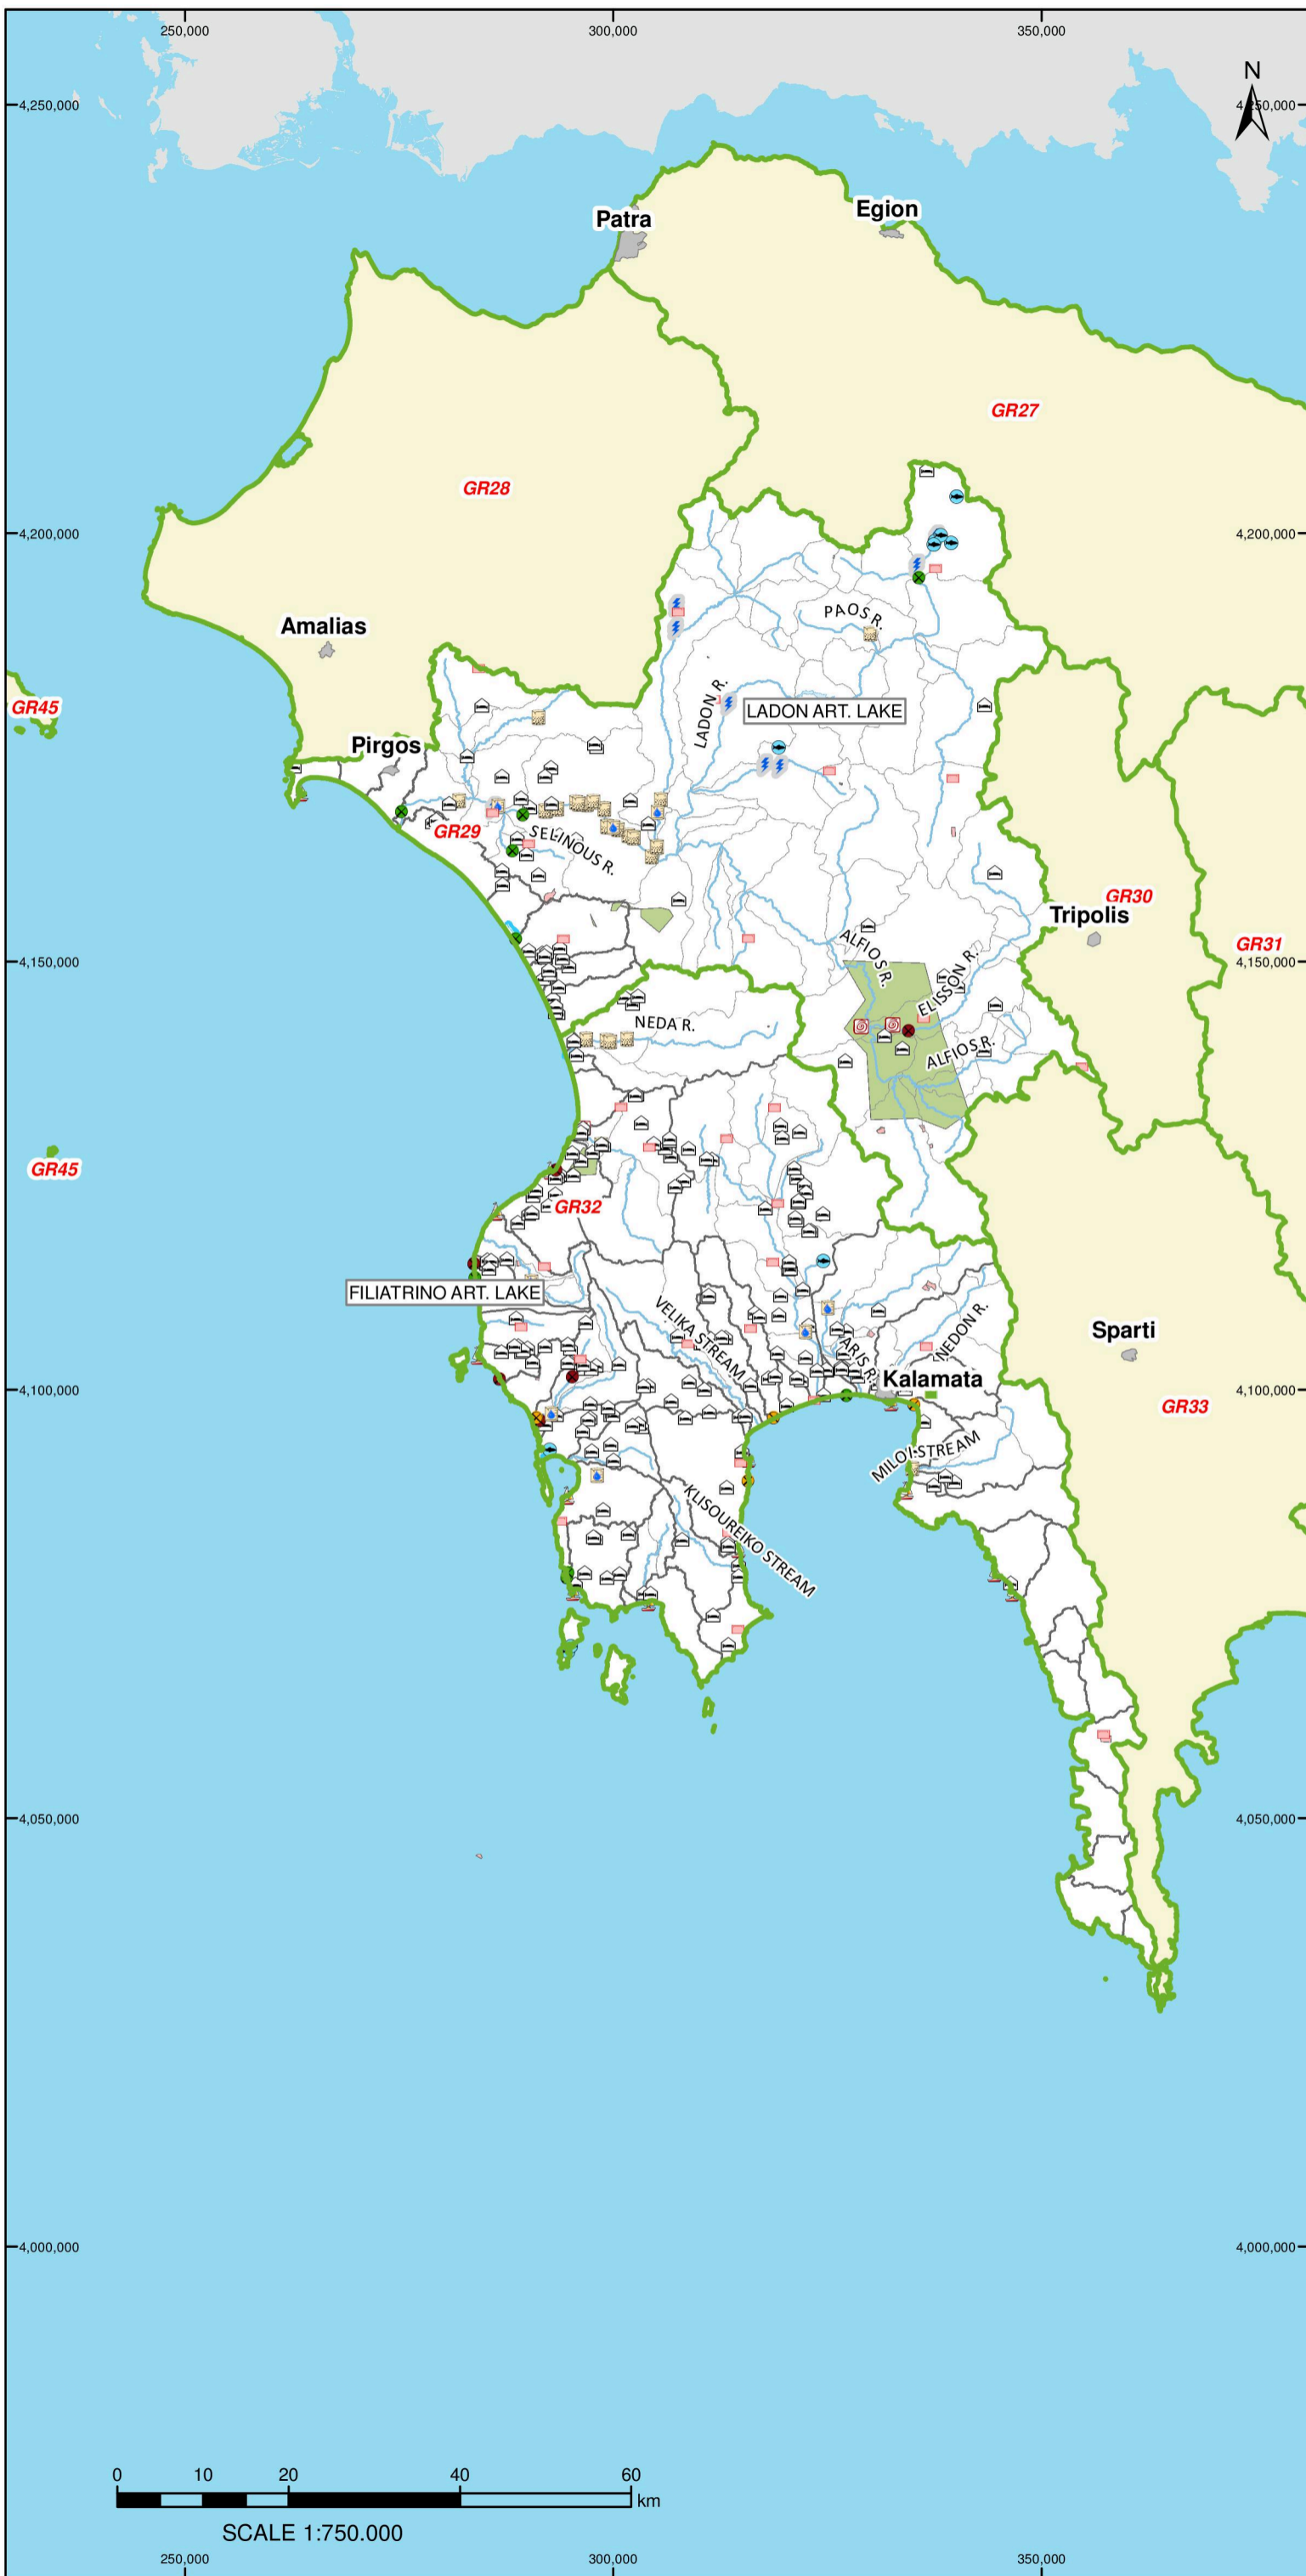 250,000
300,000
350,000
N
4,250,000
4,250,000
Patra
Egion
GR27
GR28
4,200,000
4,200,000
PAOS R.
Amalias
LADON R.
GR45
LADON ART. LAKE
Pirgos
GR29
SELINOUS R.
GR30
Tripolis
GR31
ALFIOS R.
4,150,000
4,150,000
ELISSON R.
NEDA R.
ALFIOS R.
GR45
GR32
FILIATRINO ART. LAKE
VELIKA STREAM
NEDON R.
Sparti
ARIS R.
Kalamata
4,100,000
4,100,000
GR33
MILOI STREAM
KLISOUREIKO STREAM
4,050,000
4,050,000
4,000,000
4,000,000
0 10 20 40 60
km
SCALE 1:750.000
250,000
300,000
350,000